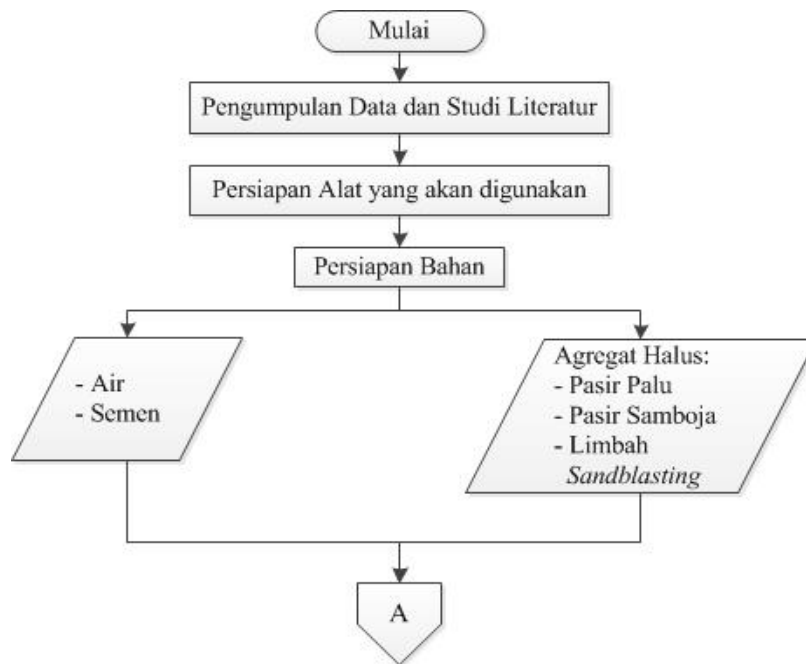 Mulai
Pengumpulan Data dan Studi Literatur
Persiapan Alat yang akan digunakan
Persiapan Bahan
- Air
- Semen
Agregat Halus:
- Pasir Palu
- Pasir Samboja
- Limbah
Sandblasting
A